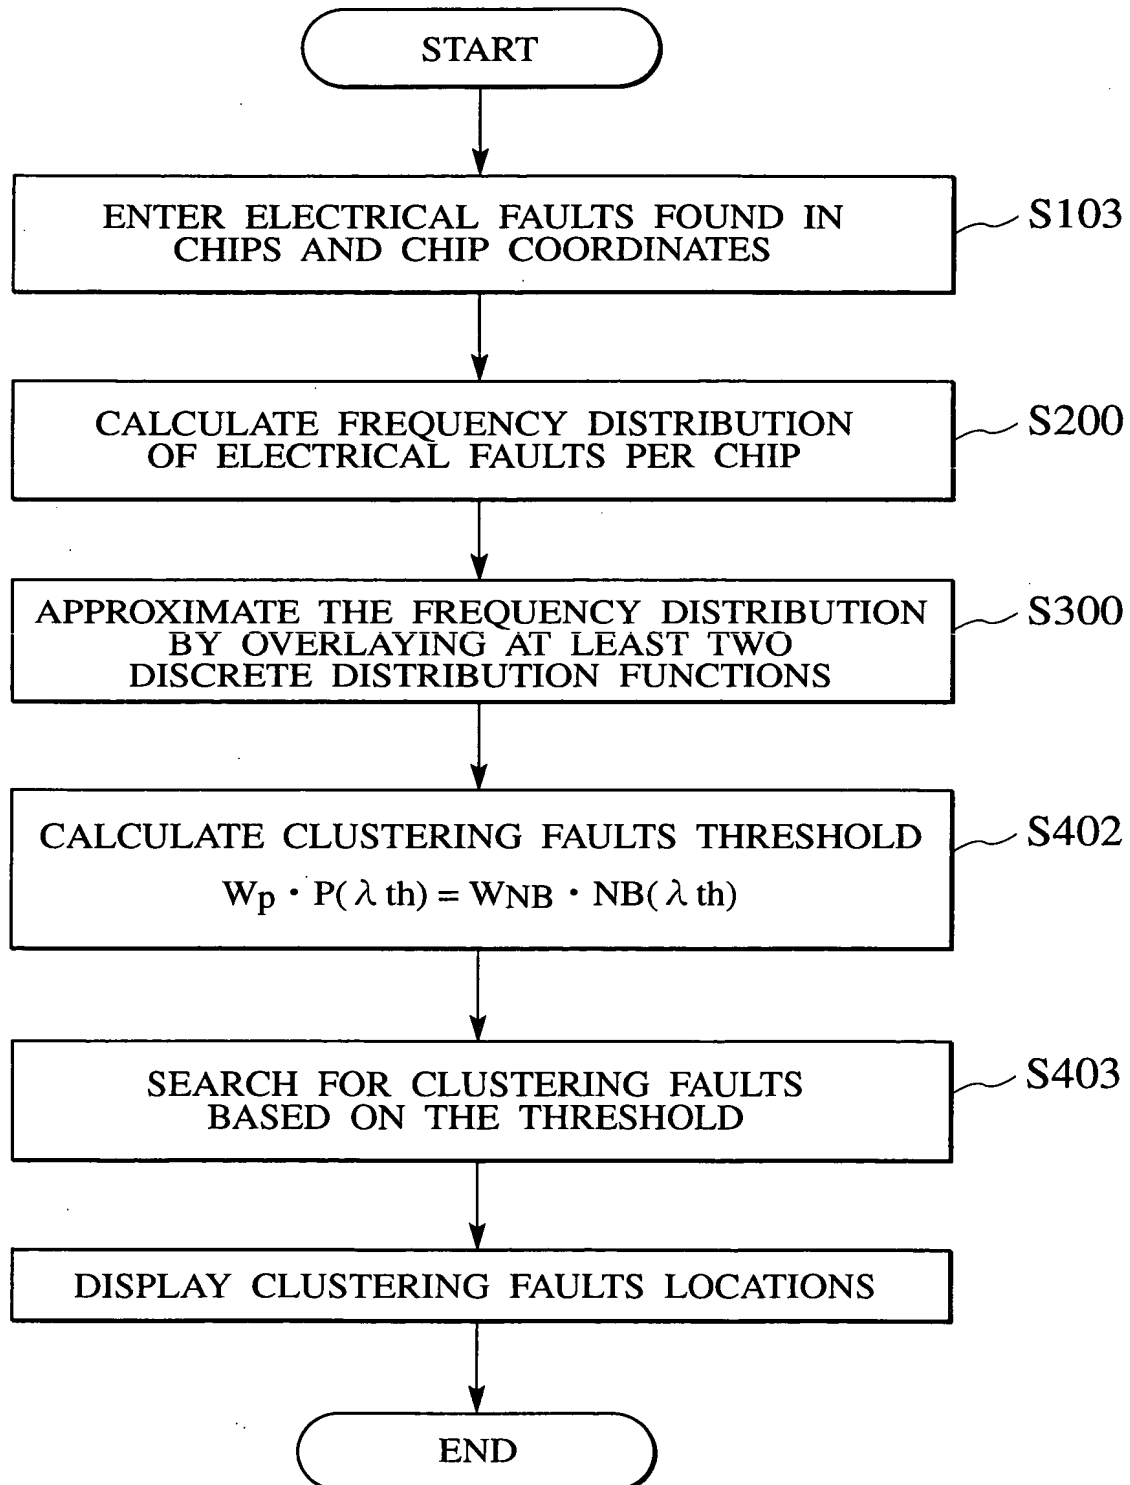 START
ENTER ELECTRICAL FAULTS FOUND IN
CHIPS AND CHIP COORDINATES
S103
CALCULATE FREQUENCY DISTRIBUTION
OF ELECTRICAL FAULTS PER CHIP
S200
APPROXIMATE THE FREQUENCY DISTRIBUTION
BY OVERLAYING AT LEAST TWO
DISCRETE DISTRIBUTION FUNCTIONS
S300
CALCULATE CLUSTERING FAULTS THRESHOLD
Wp・P(λth) = WNB・NB(λth)
S402
SEARCH FOR CLUSTERING FAULTS
BASED ON THE THRESHOLD
S403
DISPLAY CLUSTERING FAULTS LOCATIONS
END